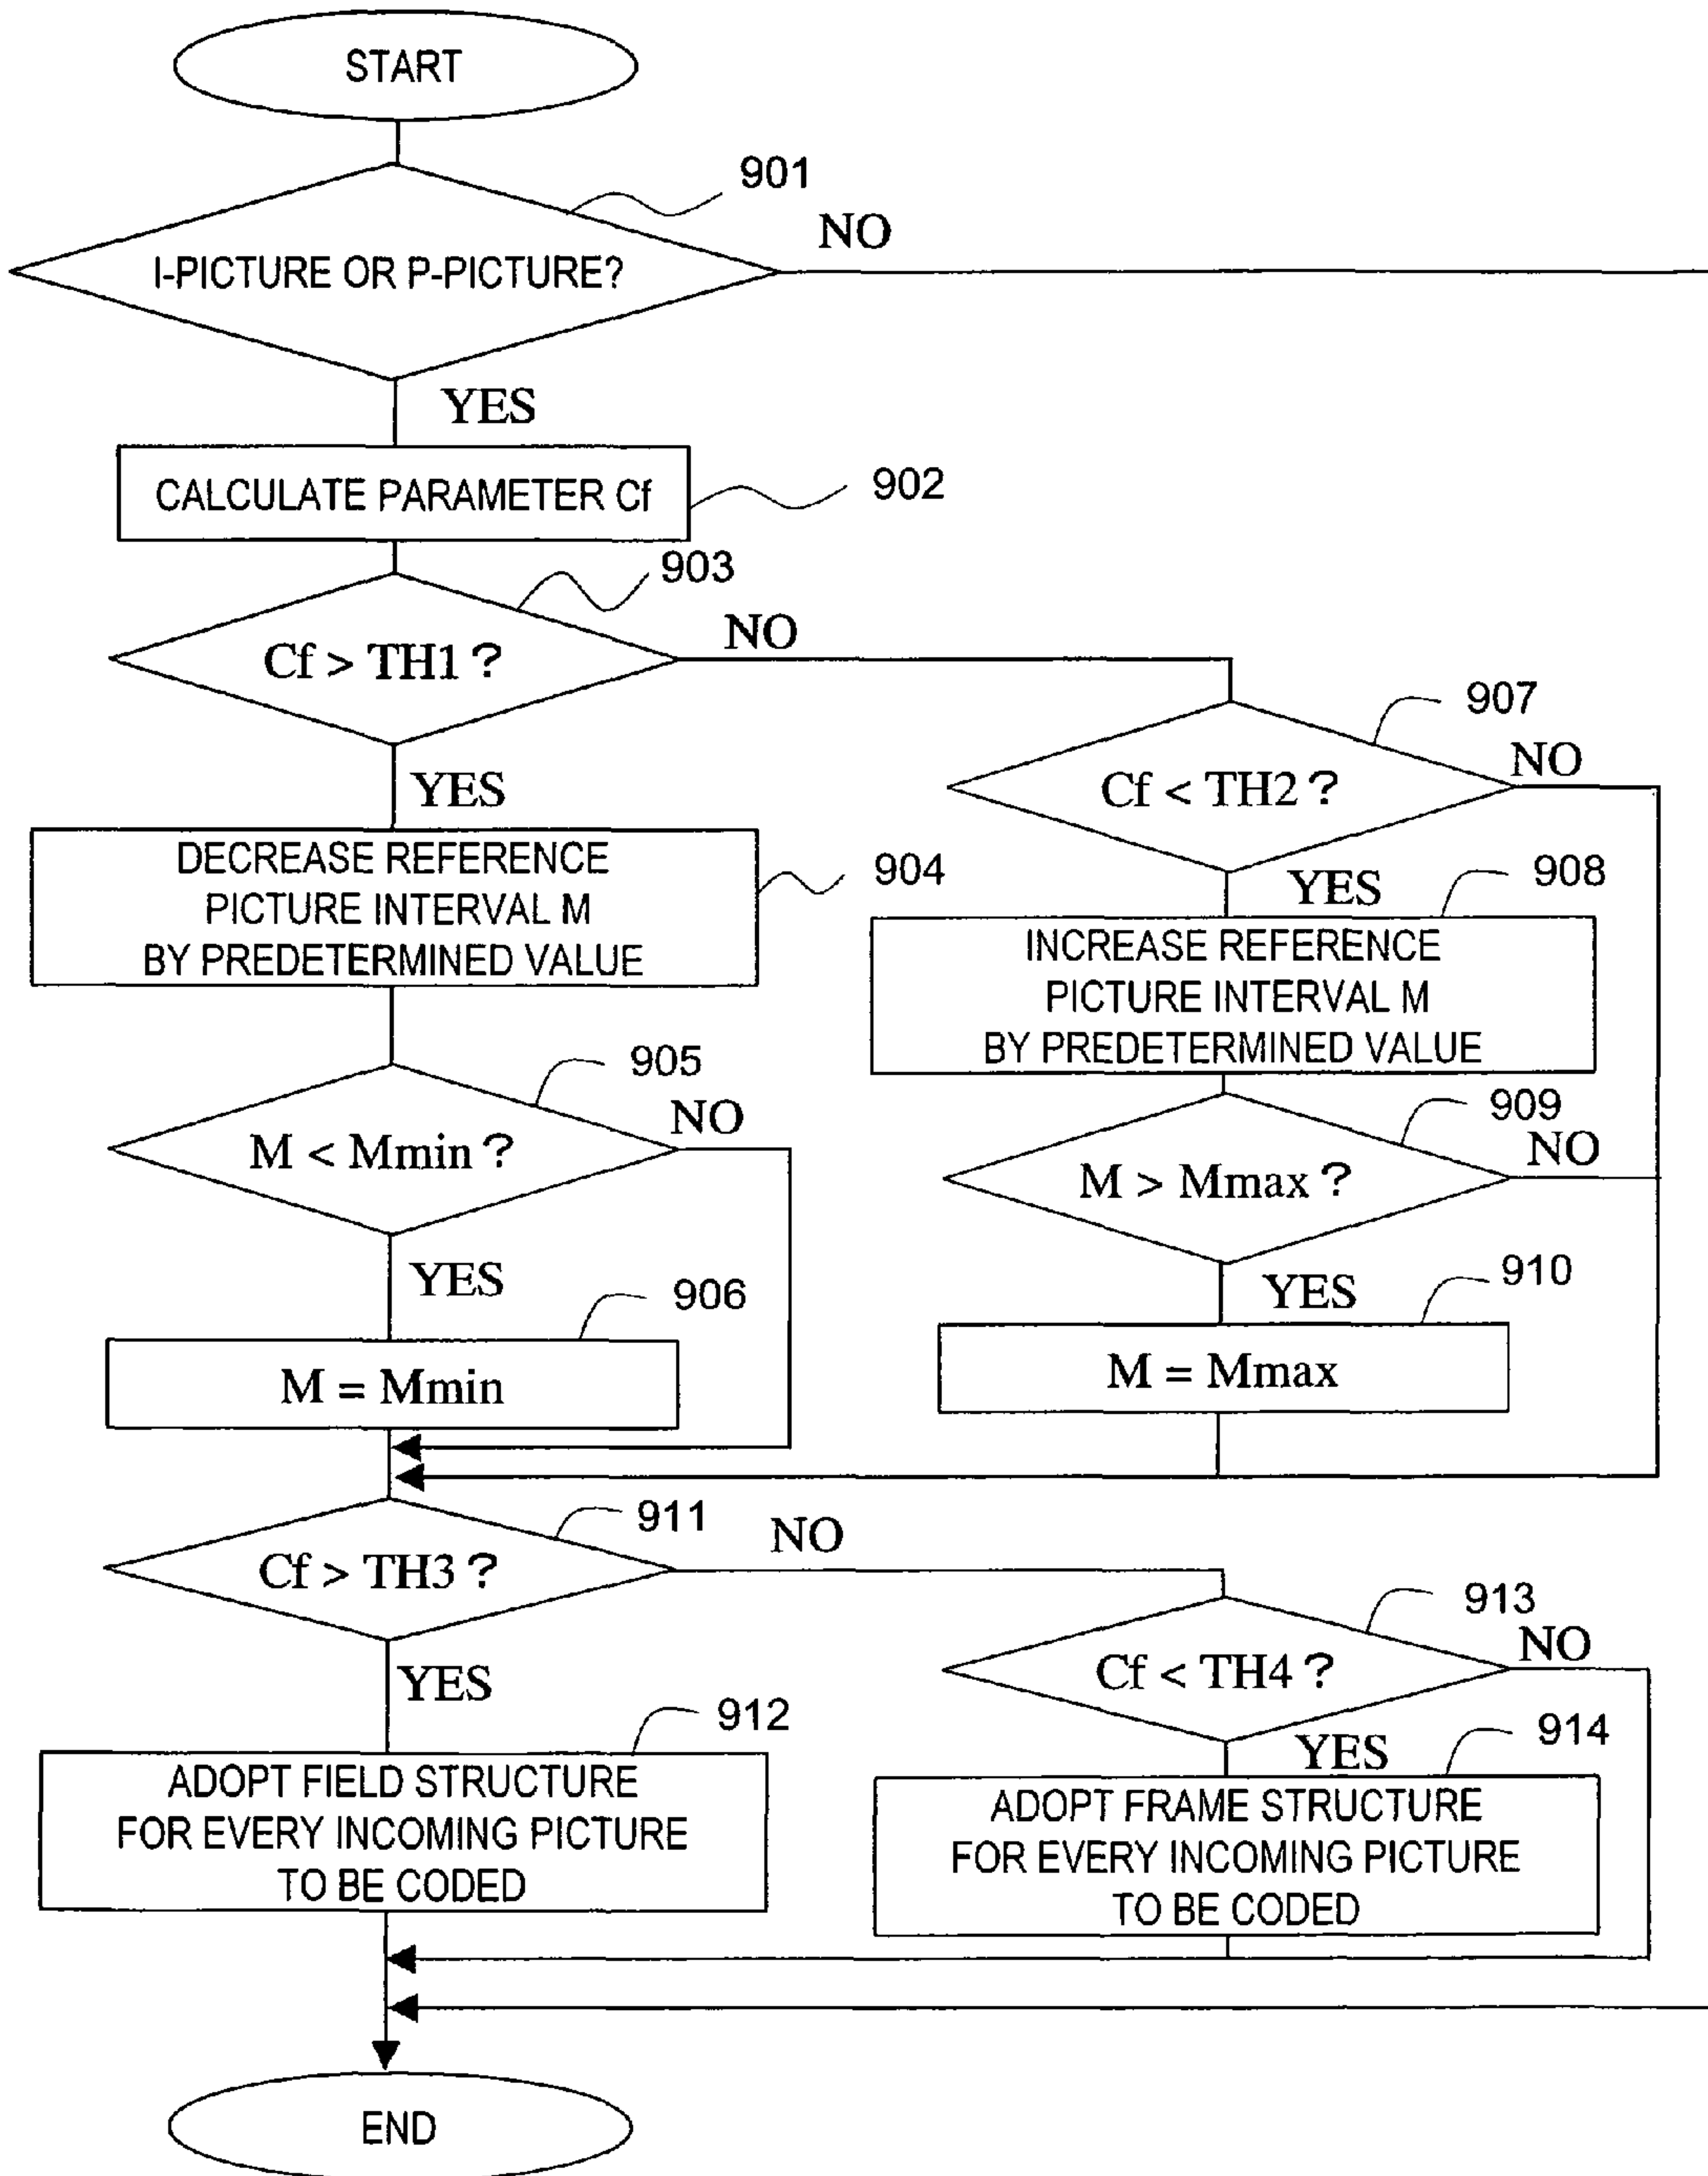 START
901
NO
I-PICTURE OR P-PICTURE?
YES
CALCULATE PARAMETER Cf
902
903
NO
Cf > TH1 ?
907
NO
Cf < TH2 ?
YES
DECREASE REFERENCE
PICTURE INTERVAL M
BY PREDETERMINED VALUE
904
YES
908
INCREASE REFERENCE
PICTURE INTERVAL M
BY PREDETERMINED VALUE
905
NO
M < Mmin ?
909
NO
M > Mmax ?
YES
906
M = Mmin
YES
910
M = Mmax
911
NO
Cf > TH3 ?
913
NO
Cf < TH4 ?
YES
912
ADOPT FIELD STRUCTURE
FOR EVERY INCOMING PICTURE
TO BE CODED
YES
914
ADOPT FRAME STRUCTURE
FOR EVERY INCOMING PICTURE
TO BE CODED
END